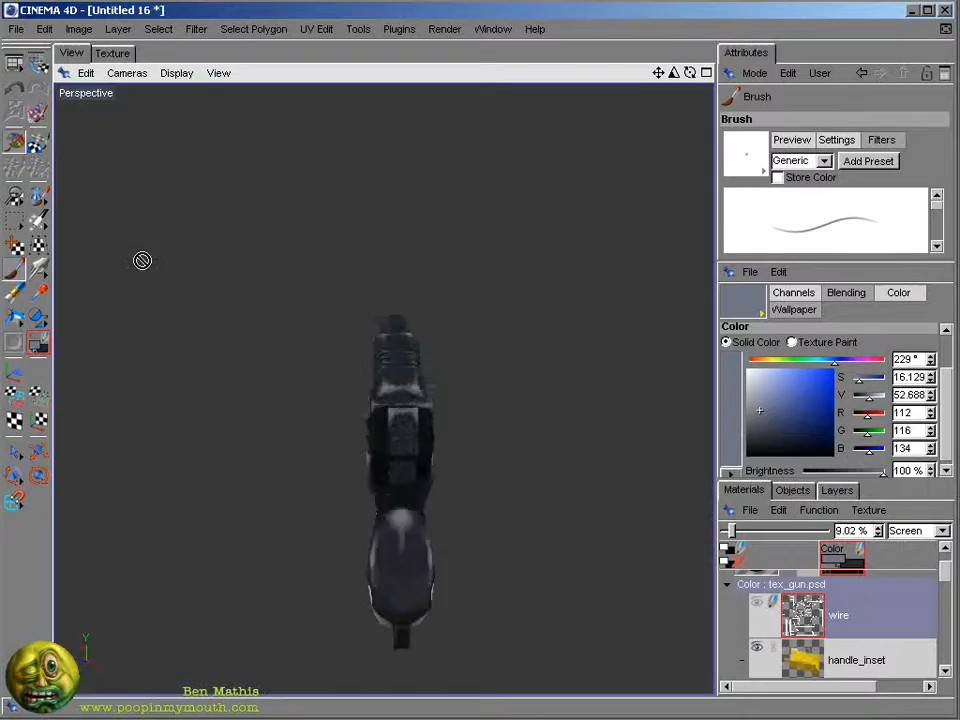 CINEMA 4D - [Untitled 16 *]
File Edit Image Layer Select Filter Select Polygon UV Edit Tools Plugins Render Window Help
View Texture
Edit Cameras Display View
Perspective
Attributes
Mode Edit User
Brush
Brush
Preview Settings Filters
Generic Add Preset
Store Color
File Edit
Channels Blending Color
Wallpaper
Color
Solid Color Texture Paint
229 °
S 16.129
V 52.688
R 112
G 116
B 134
Brightness 100 %
Materials Objects Layers
File Edit Function Texture
9.02 % Screen
Color
Color : tex_gun.psd
wire
handle_inset
Y
Ben Mathis
www.poopinmymouth.com